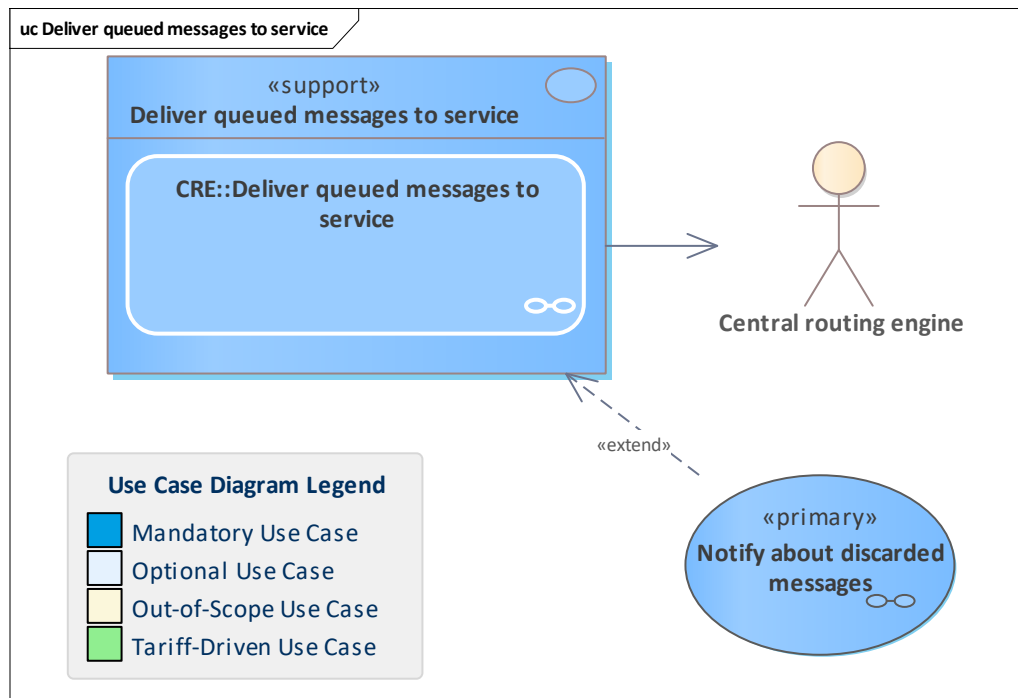 uc Deliver queued messages to service
«support»
Deliver queued messages to service
CRE::Deliver queued messages to
service
Central routing engine
«extend»
«primary»
Notify about discarded
messages
Use Case Diagram Legend
Mandatory Use Case
Optional Use Case
Out-of-Scope Use Case
Tariff-Driven Use Case